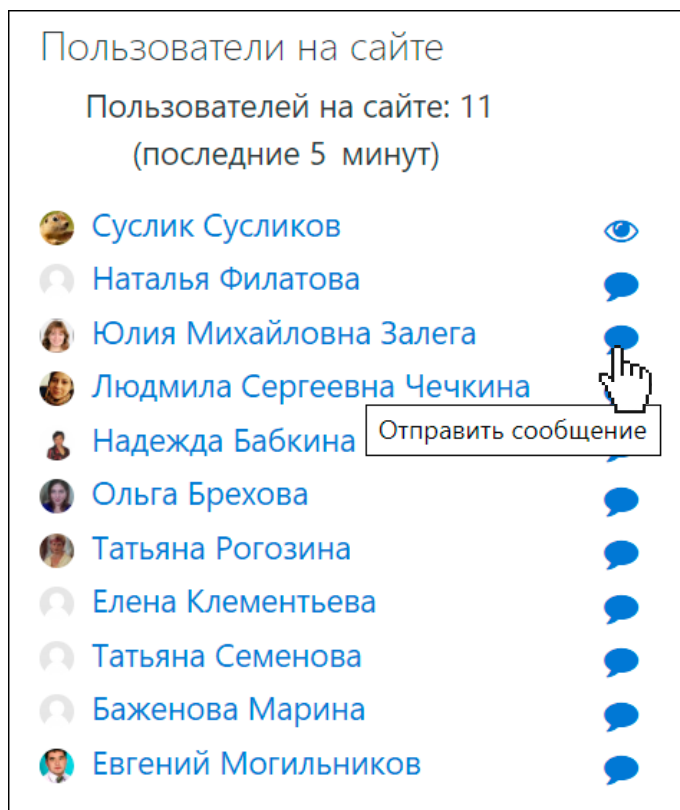 Пользователи на сайте
Пользователей на сайте: 11
(последние 5 минут)
Суслик Сусликов
Наталья Филатова
Юлия Михайловна Залега
Людмила Сергеевна Чечкина
Отправить сообщение
Надежда Бабкина
Ольга Брехова
Татьяна Рогозина
Елена Клементьева
Татьяна Семенова
Баженова Марина
Евгений Могильников